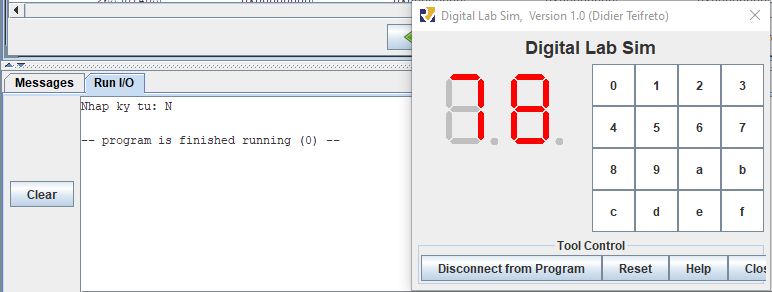 Digital Lab Sim, Version 1.0 (Didier Teifreto)
Digital Lab Sim
78
0 1 2 3
4 5 6 7
8 9 a b
c d e f
Tool Control
Disconnect from Program Reset Help Clos
Messages Run I/O
Clear
Nhap ky tu: N
-- program is finished running (0) --